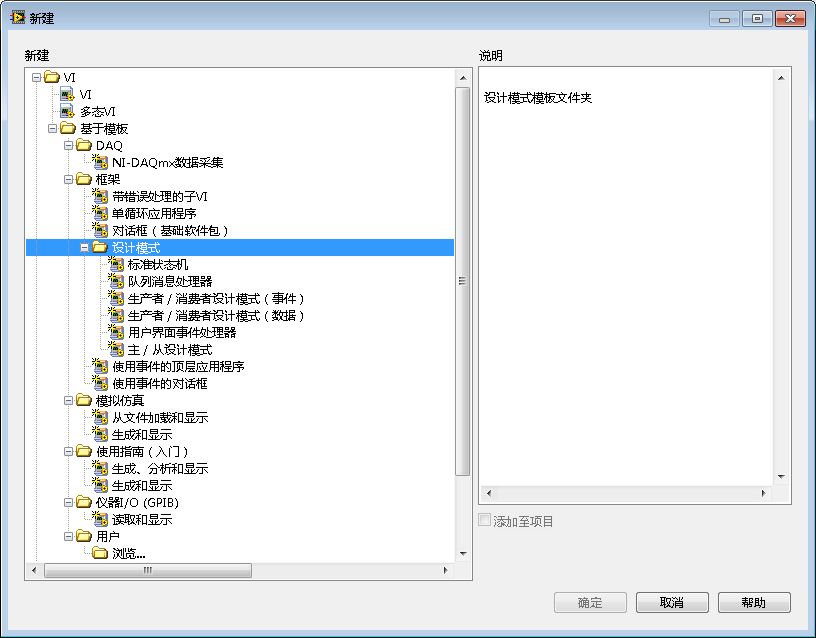 新建
新建
说明
VI
VI
多态VI
基于模板
DAQ
NI-DAQmx数据采集
框架
带错误处理的子VI
单循环应用程序
对话框（基础软件包）
设计模式
标准状态机
队列消息处理器
生产者/消费者设计模式（事件）
生产者/消费者设计模式（数据）
用户界面事件处理器
主/从设计模式
使用事件的顶层应用程序
使用事件的对话框
模拟仿真
从文件加载和显示
生成和显示
使用指南（入门）
生成、分析和显示
生成和显示
仪器I/O (GPIB)
读取和显示
用户
浏览...
设计模式模板文件夹
添加至项目
确定
取消
帮助